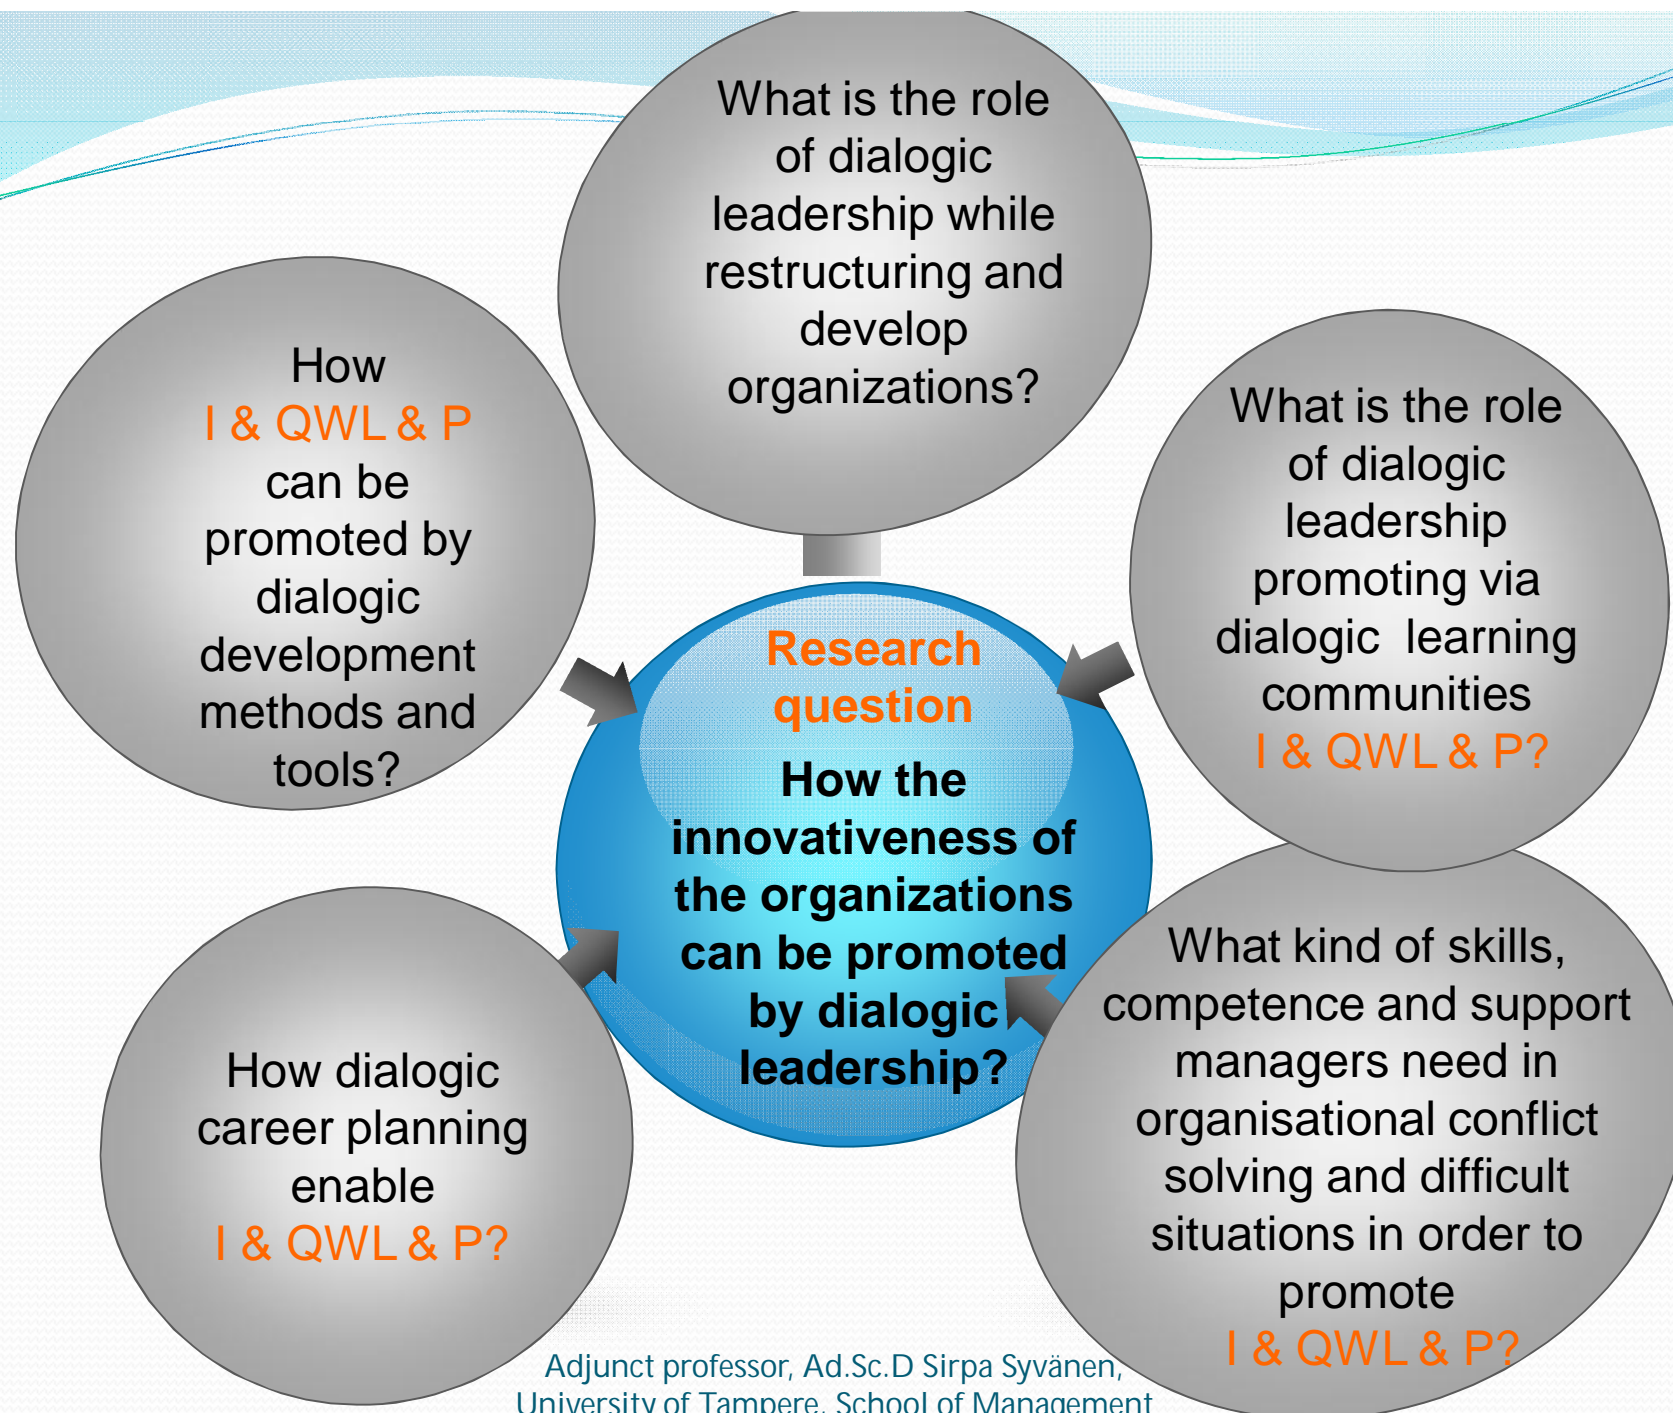 What is the role
of dialogic
leadership while
restructuring and
develop
organizations?
How
I & QWL & P
can be
promoted by
dialogic
development
methods and
tools?
What is the role
of dialogic
leadership
promoting via
dialogic learning
communities
I & QWL & P?
Research
question
How the
innovativeness of
the organizations
can be promoted
by dialogic
leadership?
How dialogic
career planning
enable
I & QWL & P?
What kind of skills,
competence and support
managers need in
organisational conflict
solving and difficult
situations in order to
promote
I & QWL & P?
Adjunct professor, Ad.Sc.D Sirpa Syvänen,
University of Tampere, School of Management